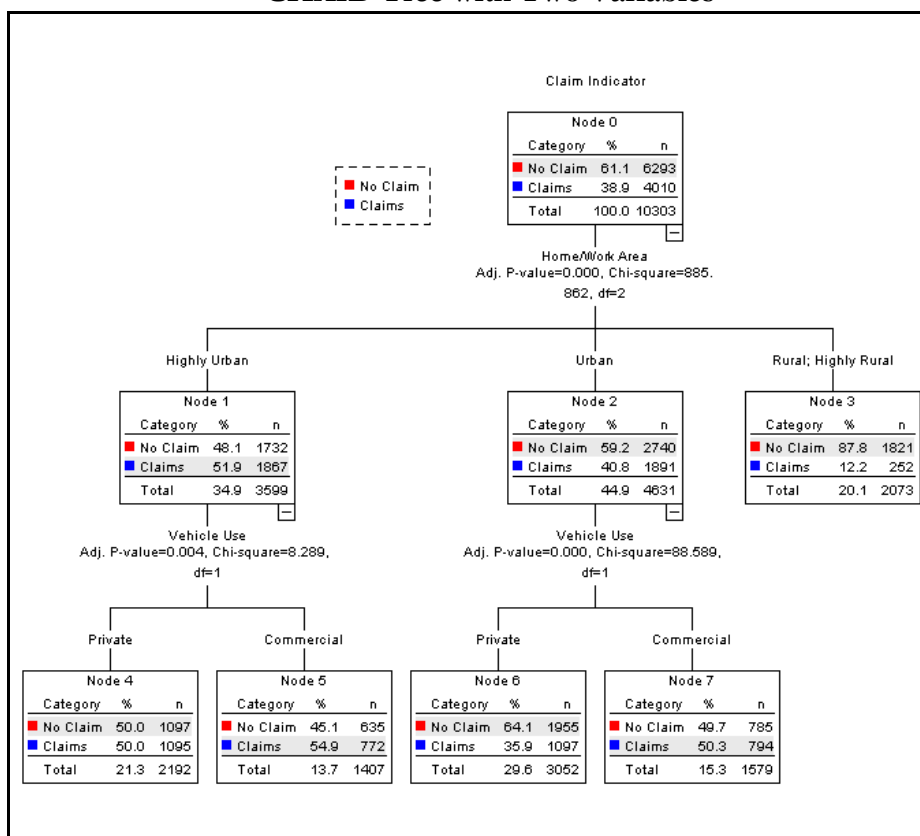 CHAID Tree with Two Variables
Claim Indicator
Node 0
Category % n
No Claim 61.1 6293
Claims 38.9 4010
Total 100.0 10303
No Claim
Claims
Home/Work Area
Adj. P-value=0.000, Chi-square=885.
862, df=2
Highly Urban
Urban
Rural; Highly Rural
Node 1
Category % n
No Claim 48.1 1732
Claims 51.9 1867
Total 34.9 3599
Node 2
Category % n
No Claim 59.2 2740
Claims 40.8 1891
Total 44.9 4631
Node 3
Category % n
No Claim 87.8 1821
Claims 12.2 252
Total 20.1 2073
Vehicle Use
Adj. P-value=0.004, Chi-square=8.289,
df=1
Vehicle Use
Adj. P-value=0.000, Chi-square=88.589,
df=1
Private
Commercial
Private
Commercial
Node 4
Category % n
No Claim 50.0 1097
Claims 50.0 1095
Total 21.3 2192
Node 5
Category % n
No Claim 45.1 635
Claims 54.9 772
Total 13.7 1407
Node 6
Category % n
No Claim 64.1 1955
Claims 35.9 1097
Total 29.6 3052
Node 7
Category % n
No Claim 49.7 785
Claims 50.3 794
Total 15.3 1579